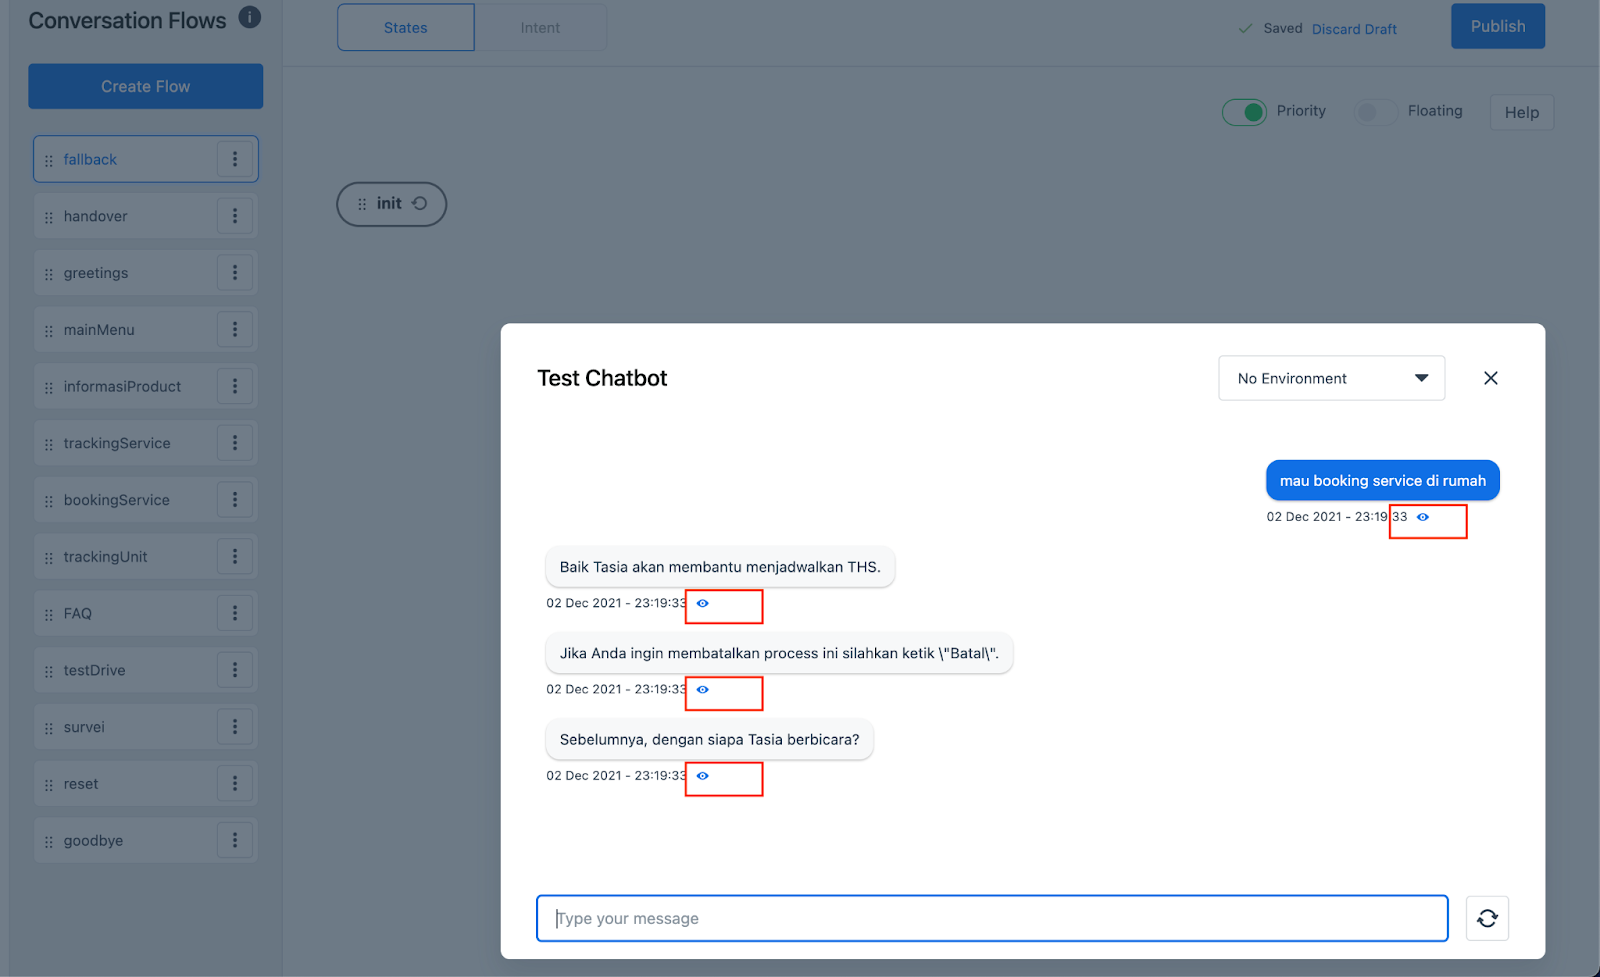 Conversation Flows
States
Intent
Saved
Discard Draft
Publish
Create Flow
Priority
Floating
Help
fallback
handover
greetings
mainMenu
informasiProduct
trackingService
bookingService
trackingUnit
FAQ
testDrive
survei
reset
goodbye
init
Test Chatbot
No Environment
mau booking service di rumah
02 Dec 2021 - 23:19:33
Baik Tasia akan membantu menjadwalkan THS.
02 Dec 2021 - 23:19:33
Jika Anda ingin membatalkan process ini silahkan ketik \"Batal\".
02 Dec 2021 - 23:19:33
Sebelumnya, dengan siapa Tasia berbicara?
02 Dec 2021 - 23:19:33
Type your message